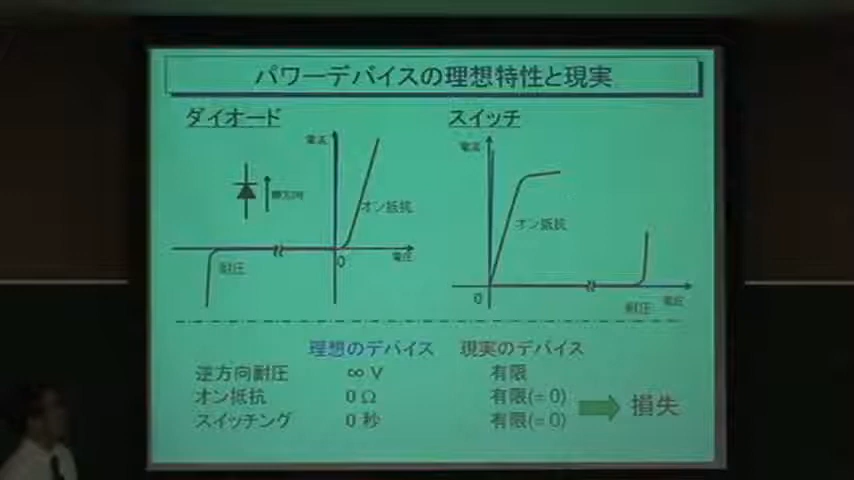 パワーデバイスの理想特性と現実
ダイオード
スイッチ
電流
電流
順方向
オン抵抗
オン抵抗
耐圧
0
電圧
0
耐圧
電圧
理想のデバイス 現実のデバイス
逆方向耐圧 ∞ V 有限
オン抵抗 0 Ω 有限(≠0)
スイッチング 0 秒 有限(≠0)
損失